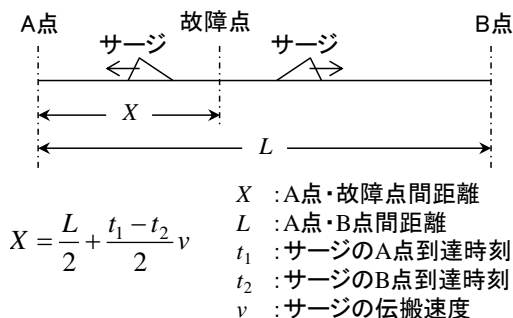 A点 故障点 B点
サージ サージ
X
L
X = L/2 + (t₁ − t₂)/2 v
X :A点・故障点間距離
L :A点・B点間距離
t₁ :サージのA点到達時刻
t₂ :サージのB点到達時刻
v :サージの伝搬速度